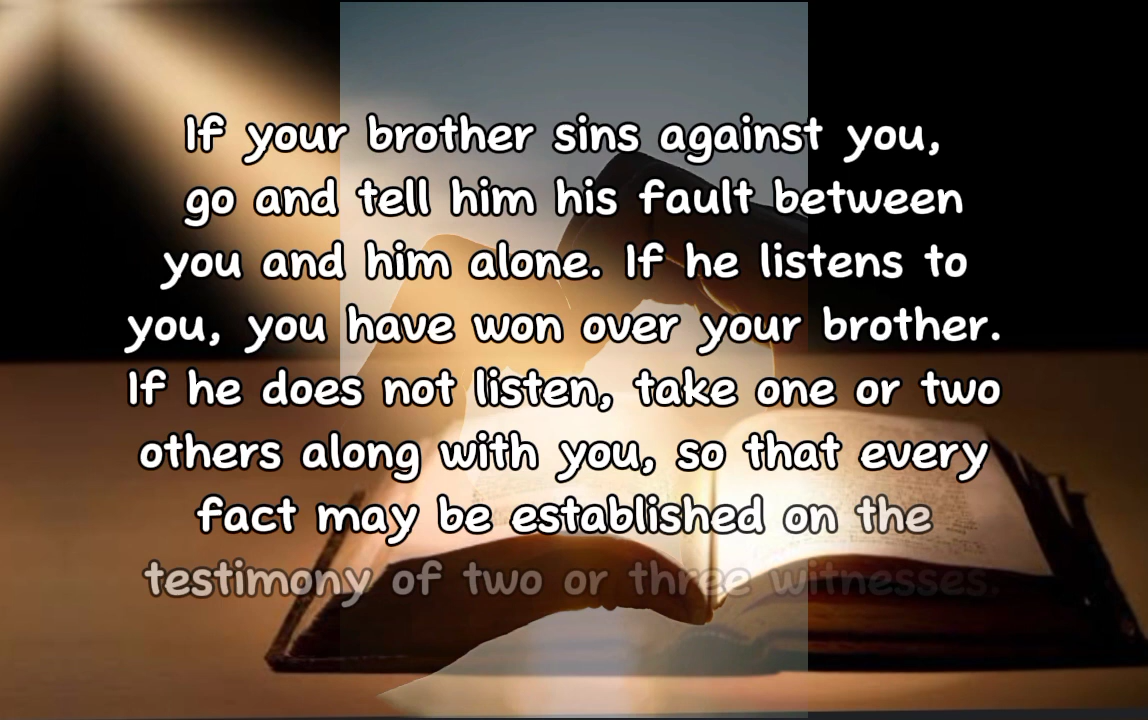 If your brother sins against you,
go and tell him his fault between
you and him alone. If he listens to
you, you have won over your brother.
If he does not listen, take one or two
others along with you, so that every
fact may be established on the
testimony of two or three witnesses.